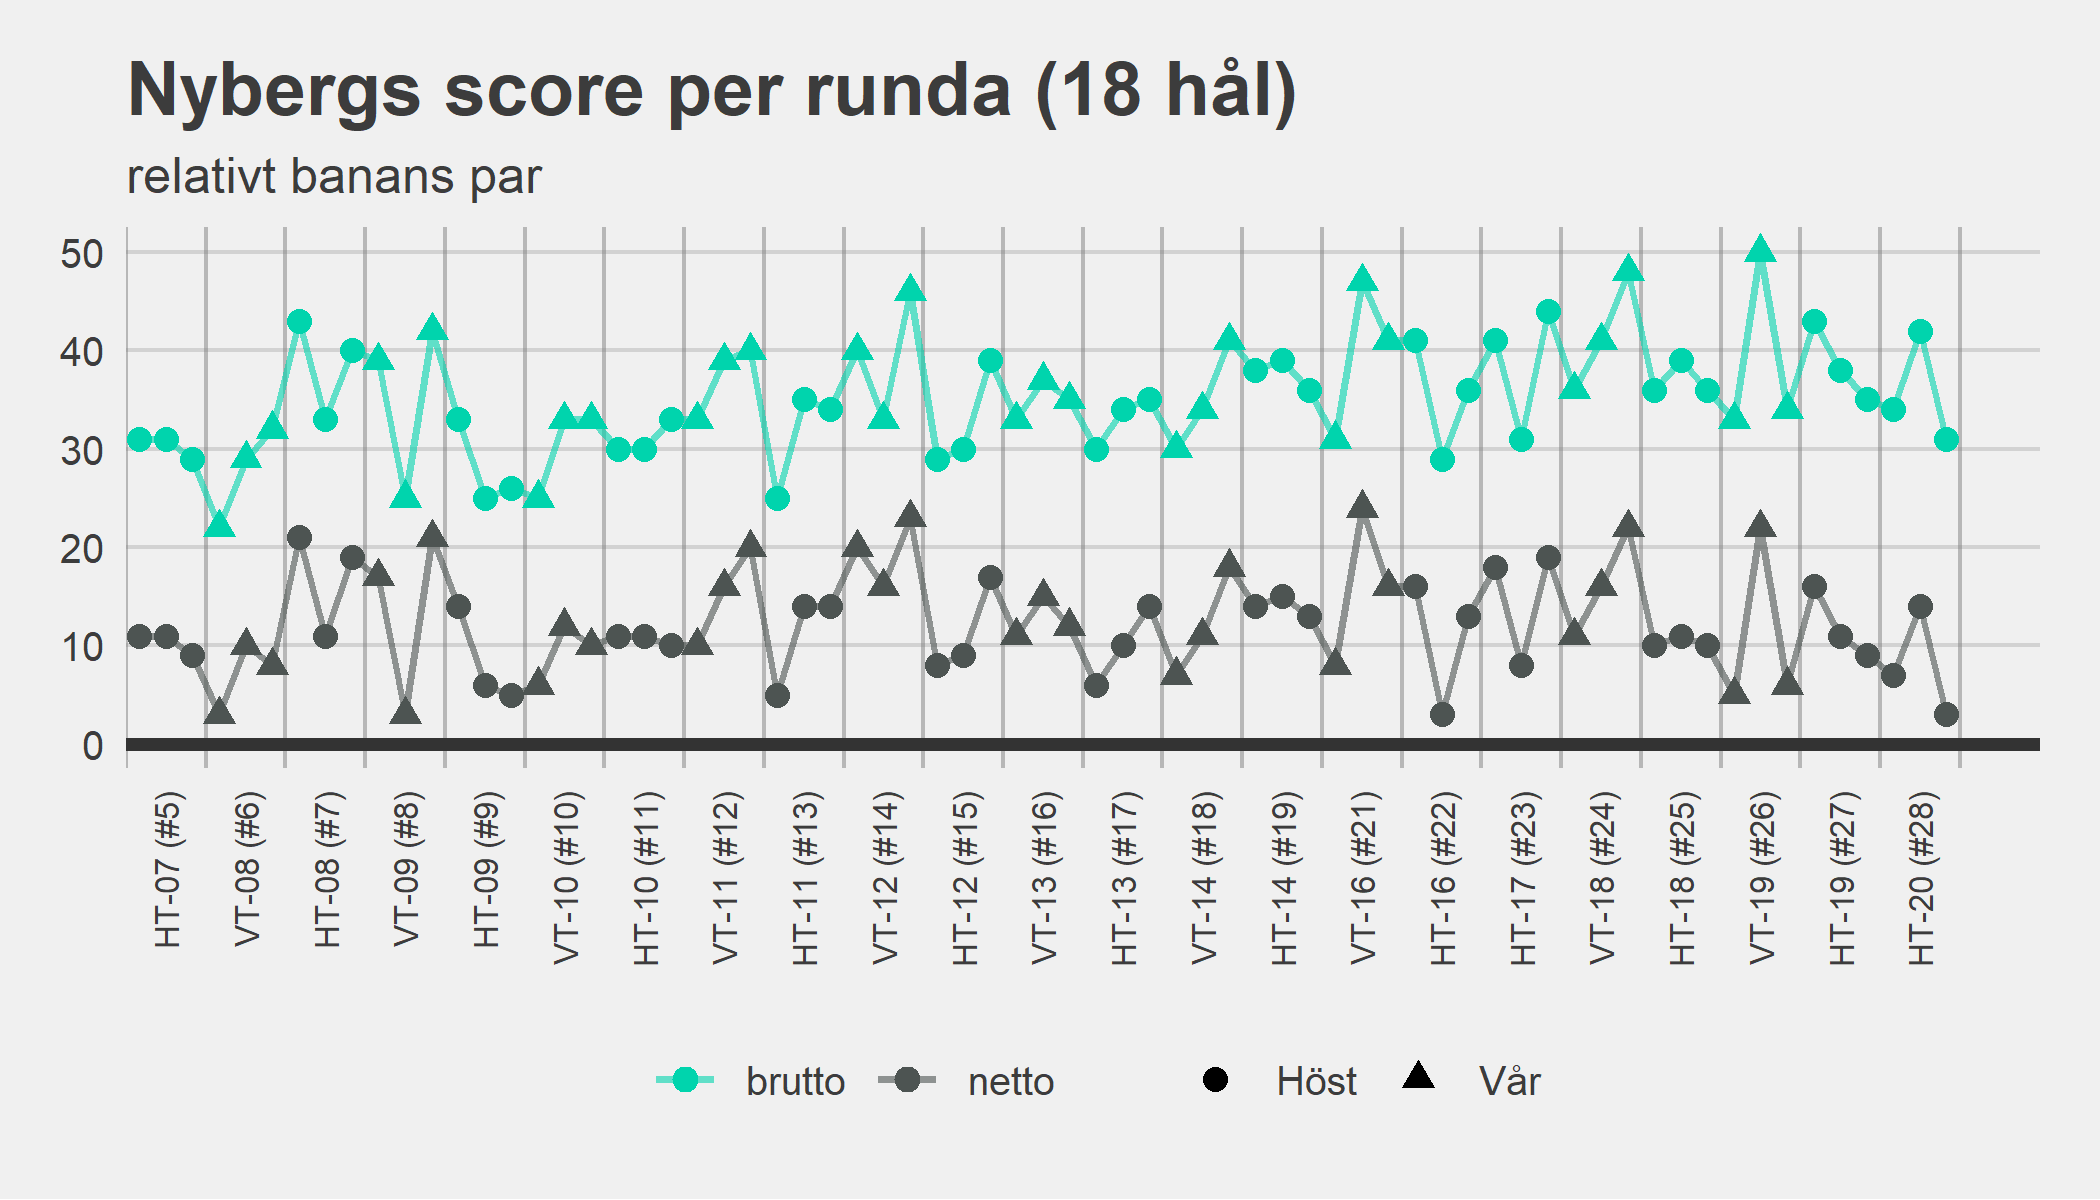 Nybergs score per runda (18 hål)
relativt banans par
50
40
30
20
10
0
HT-07 (#5)
VT-08 (#6)
HT-08 (#7)
VT-09 (#8)
HT-09 (#9)
VT-10 (#10)
HT-10 (#11)
VT-11 (#12)
HT-11 (#13)
VT-12 (#14)
HT-12 (#15)
VT-13 (#16)
HT-13 (#17)
VT-14 (#18)
HT-14 (#19)
VT-16 (#21)
HT-16 (#22)
HT-17 (#23)
VT-18 (#24)
HT-18 (#25)
VT-19 (#26)
HT-19 (#27)
HT-20 (#28)
brutto netto Höst Vår